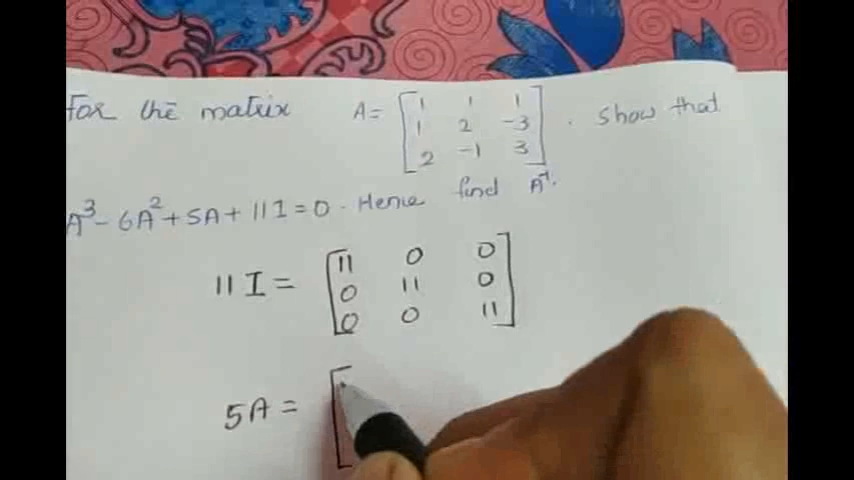 For the matrix A = [ 1 1 1
1 2 -3
2 -1 3 ] . Show that
A³ - 6A² + 5A + 11I = 0 . Hence find A⁻¹.
11I = [ 11 0 0
0 11 0
0 0 11 ]
5A = [